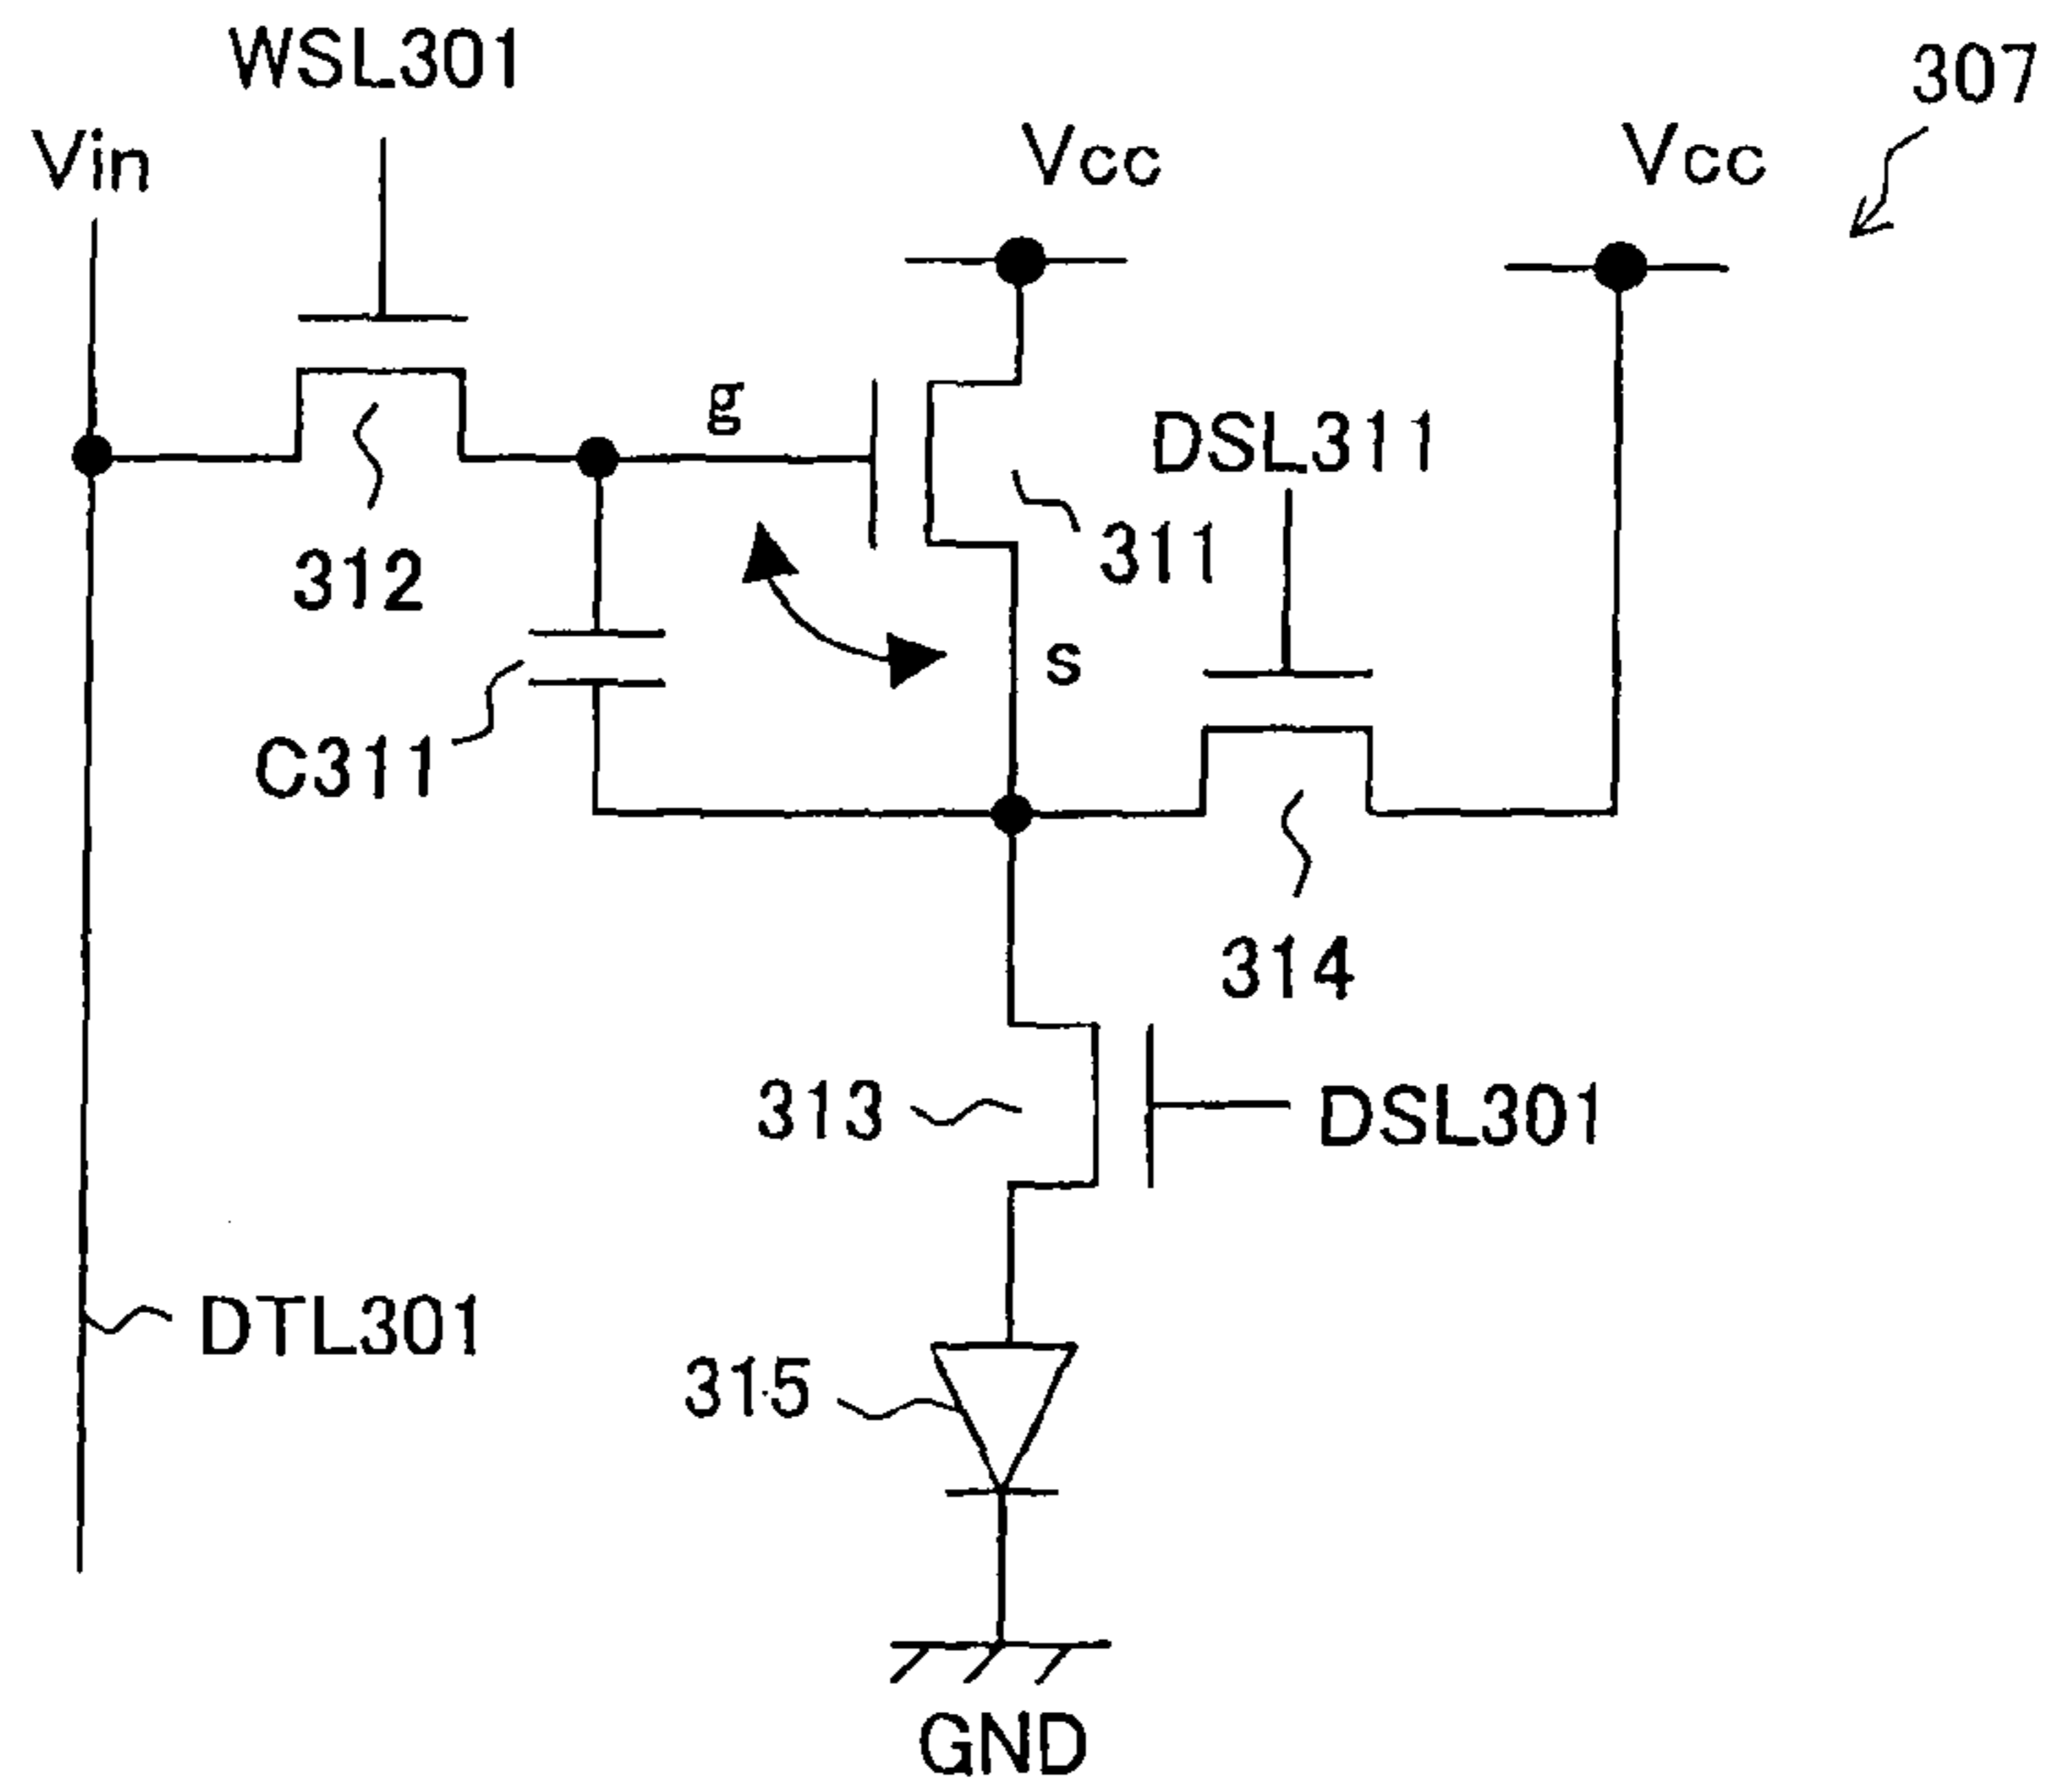 WSL301
307
Vin
Vcc
Vcc
g
DSL311
311
312
s
C311
314
313
DSL301
DTL301
315
GND